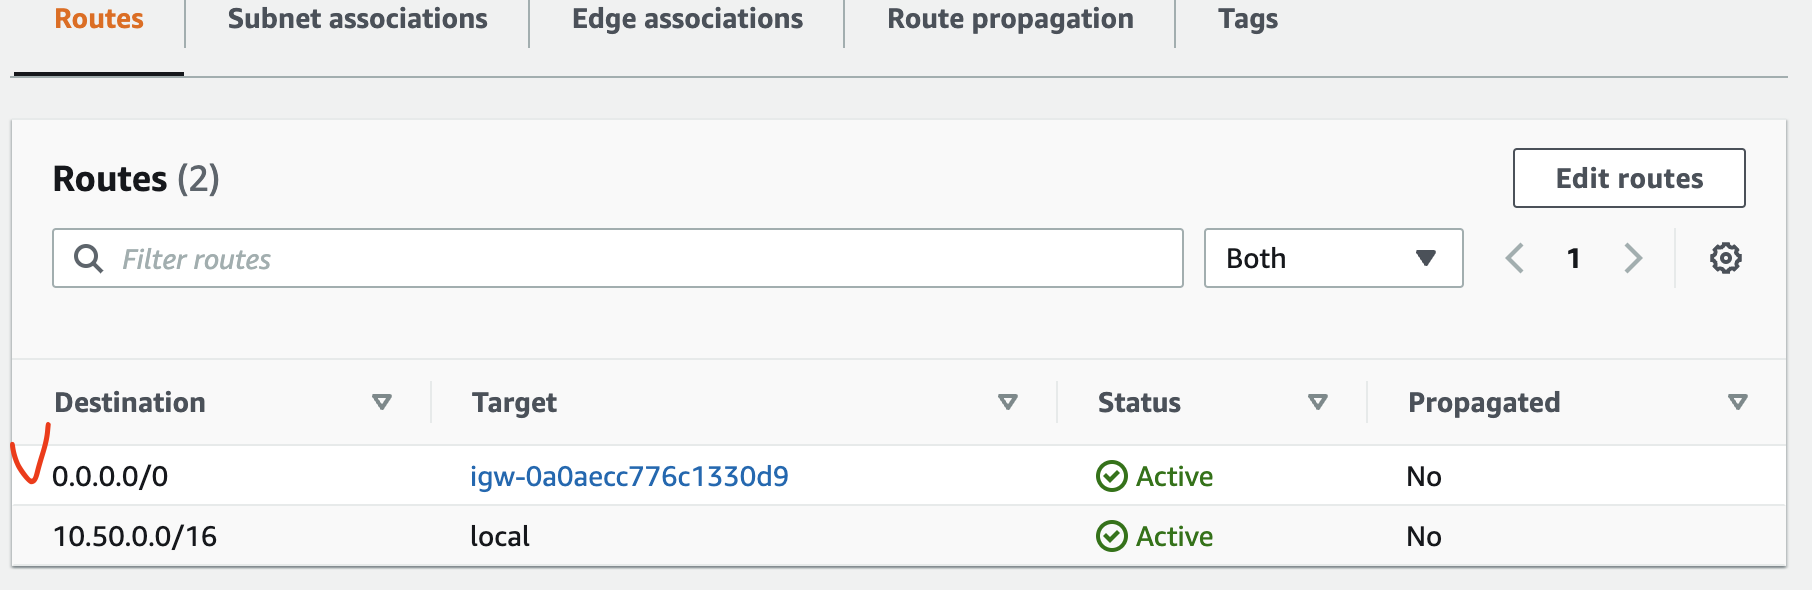 Routes Subnet associations Edge associations Route propagation Tags
Routes (2) Edit routes
Filter routes Both 1
Destination Target Status Propagated
0.0.0.0/0 igw-0a0aecc776c1330d9 Active No
10.50.0.0/16 local Active No